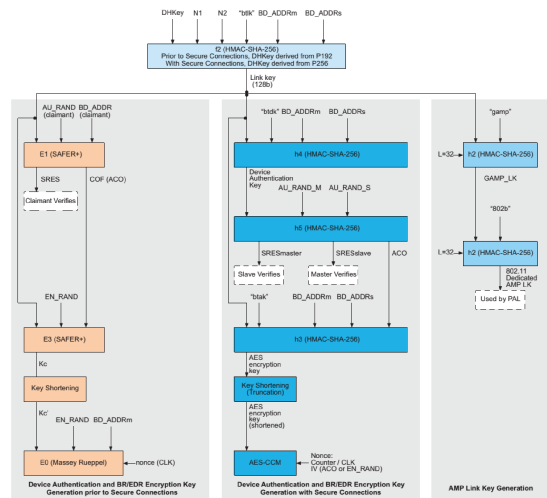 DHKey N1 N2 "btlk" BD_ADDRm BD_ADDRs
f2 (HMAC-SHA-256)
Prior to Secure Connections, DHKey derived from P192
With Secure Connections, DHKey derived from P256
Link key
(128b)
AU_RAND
(claimant)
BD_ADDR
(claimant)
E1 (SAFER+)
SRES
COF (ACO)
Claimant Verifies
EN_RAND
E3 (SAFER+)
Kc
Key Shortening
Kc'
EN_RAND BD_ADDRm
E0 (Massey Rueppel)
nonce (CLK)
Device Authentication and BR/EDR Encryption Key
Generation prior to Secure Connections
"btdk" BD_ADDRm BD_ADDRs
h4 (HMAC-SHA-256)
Device
Authentication
Key
AU_RAND_M AU_RAND_S
h5 (HMAC-SHA-256)
SRESmaster
SRESslave
ACO
Slave Verifies
Master Verifies
"btak"
BD_ADDRm BD_ADDRs
h3 (HMAC-SHA-256)
AES
encryption
key
Key Shortening
(Truncation)
AES
encryption
key
(shortened)
AES-CCM
Nonce:
Counter / CLK
IV (ACO or EN_RAND)
Device Authentication and BR/EDR Encryption Key
Generation with Secure Connections
"gamp"
L=32
h2 (HMAC-SHA-256)
GAMP_LK
"802b"
L=32
h2 (HMAC-SHA-256)
802.11
Dedicated
AMP LK
Used by PAL
AMP Link Key Generation